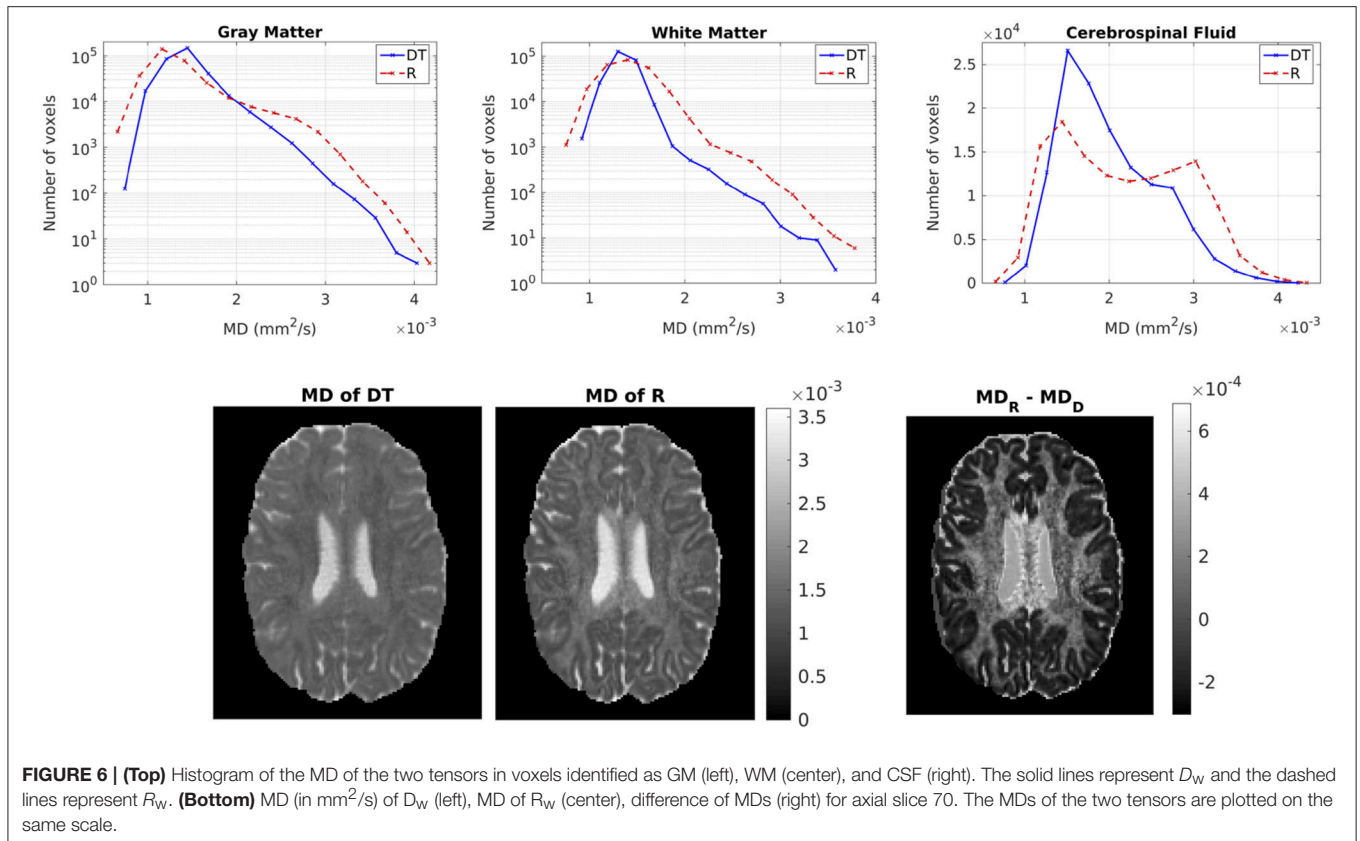 Gray Matter
DT
R
10^5
10^4
10^3
10^2
10^1
10^0
Number of voxels
1 2 3 4
×10^-3
MD (mm^2/s)
White Matter
DT
R
10^5
10^4
10^3
10^2
10^1
10^0
Number of voxels
1 2 3 4
×10^-3
MD (mm^2/s)
Cerebrospinal Fluid
×10^4
DT
R
2.5
2
1.5
1
0.5
0
Number of voxels
1 2 3 4
×10^-3
MD (mm^2/s)
MD of DT
MD of R
×10^-3
3.5
3
2.5
2
1.5
1
0.5
0
MD_R - MD_D
×10^-4
6
4
2
0
-2
FIGURE 6 | (Top) Histogram of the MD of the two tensors in voxels identified as GM (left), WM (center), and CSF (right). The solid lines represent D_W and the dashed
lines represent R_W. (Bottom) MD (in mm^2/s) of D_W (left), MD of R_W (center), difference of MDs (right) for axial slice 70. The MDs of the two tensors are plotted on the
same scale.